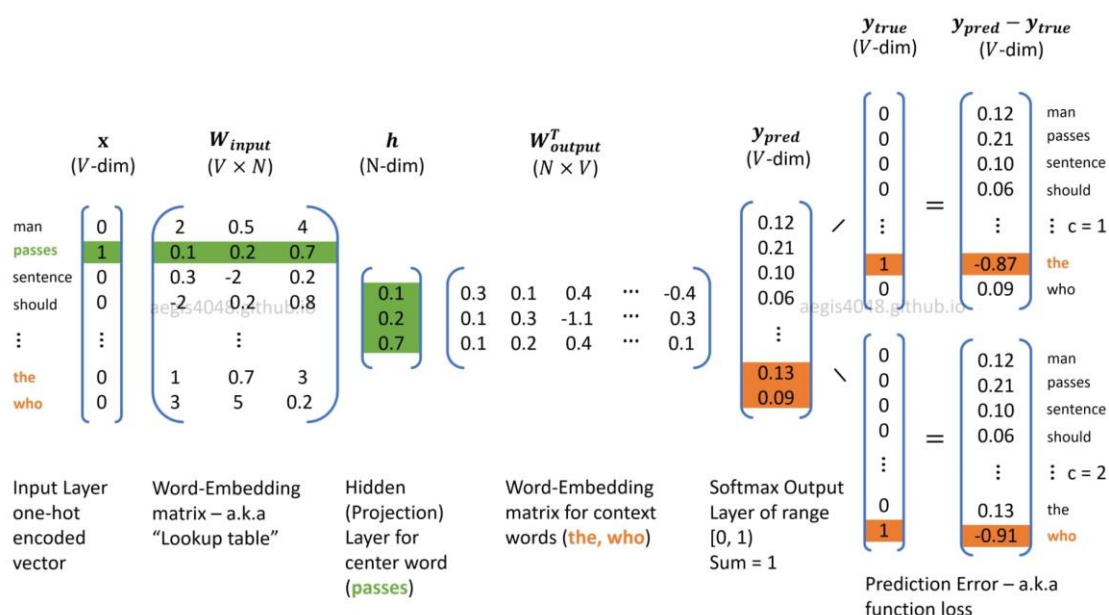 y_true
(V-dim)
y_pred − y_true
(V-dim)
x
(V-dim)
W_input
(V × N)
h
(N-dim)
W^T_output
(N × V)
y_pred
(V-dim)
man
passes
sentence
should
⋮
the
who
0
1
0
0
⋮
0
0
2 0.5 4
0.1 0.2 0.7
0.3 -2 0.2
-2 0.2 0.8
⋮
1 0.7 3
3 5 0.2
aegis4048.github.io
0.1
0.2
0.7
0.3 0.1 0.4 ⋯ -0.4
0.1 0.3 -1.1 ⋯ 0.3
0.1 0.2 0.4 ⋯ 0.1
0.12
0.21
0.10
0.06
⋮
0.13
0.09
0
0
0
0
⋮
1
0
=
0.12
0.21
0.10
0.06
⋮
-0.87
0.09
man
passes
sentence
should
⋮ c = 1
the
who
aegis4048.github.io
0
0
0
0
⋮
0
1
=
0.12
0.21
0.10
0.06
⋮
0.13
-0.91
man
passes
sentence
should
⋮ c = 2
the
who
Input Layer
one-hot
encoded
vector
Word-Embedding
matrix – a.k.a
“Lookup table”
Hidden
(Projection)
Layer for
center word
(passes)
Word-Embedding
matrix for context
words (the, who)
Softmax Output
Layer of range
[0, 1)
Sum = 1
Prediction Error – a.k.a
function loss